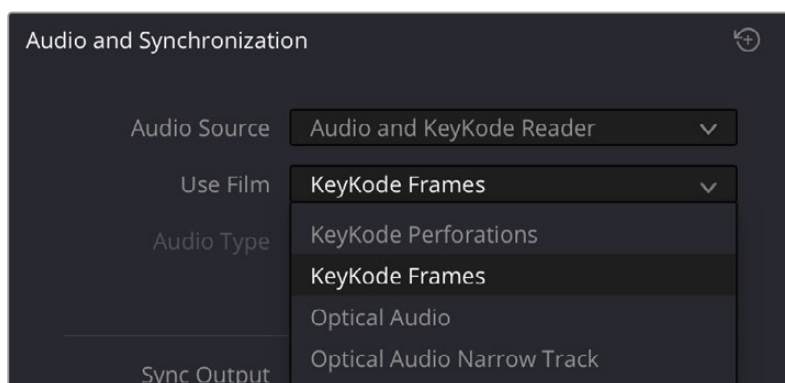 Audio and Synchronization
Audio Source Audio and KeyKode Reader
Use Film KeyKode Frames
Audio Type KeyKode Perforations
KeyKode Frames
Optical Audio
Optical Audio Narrow Track
Sync Output